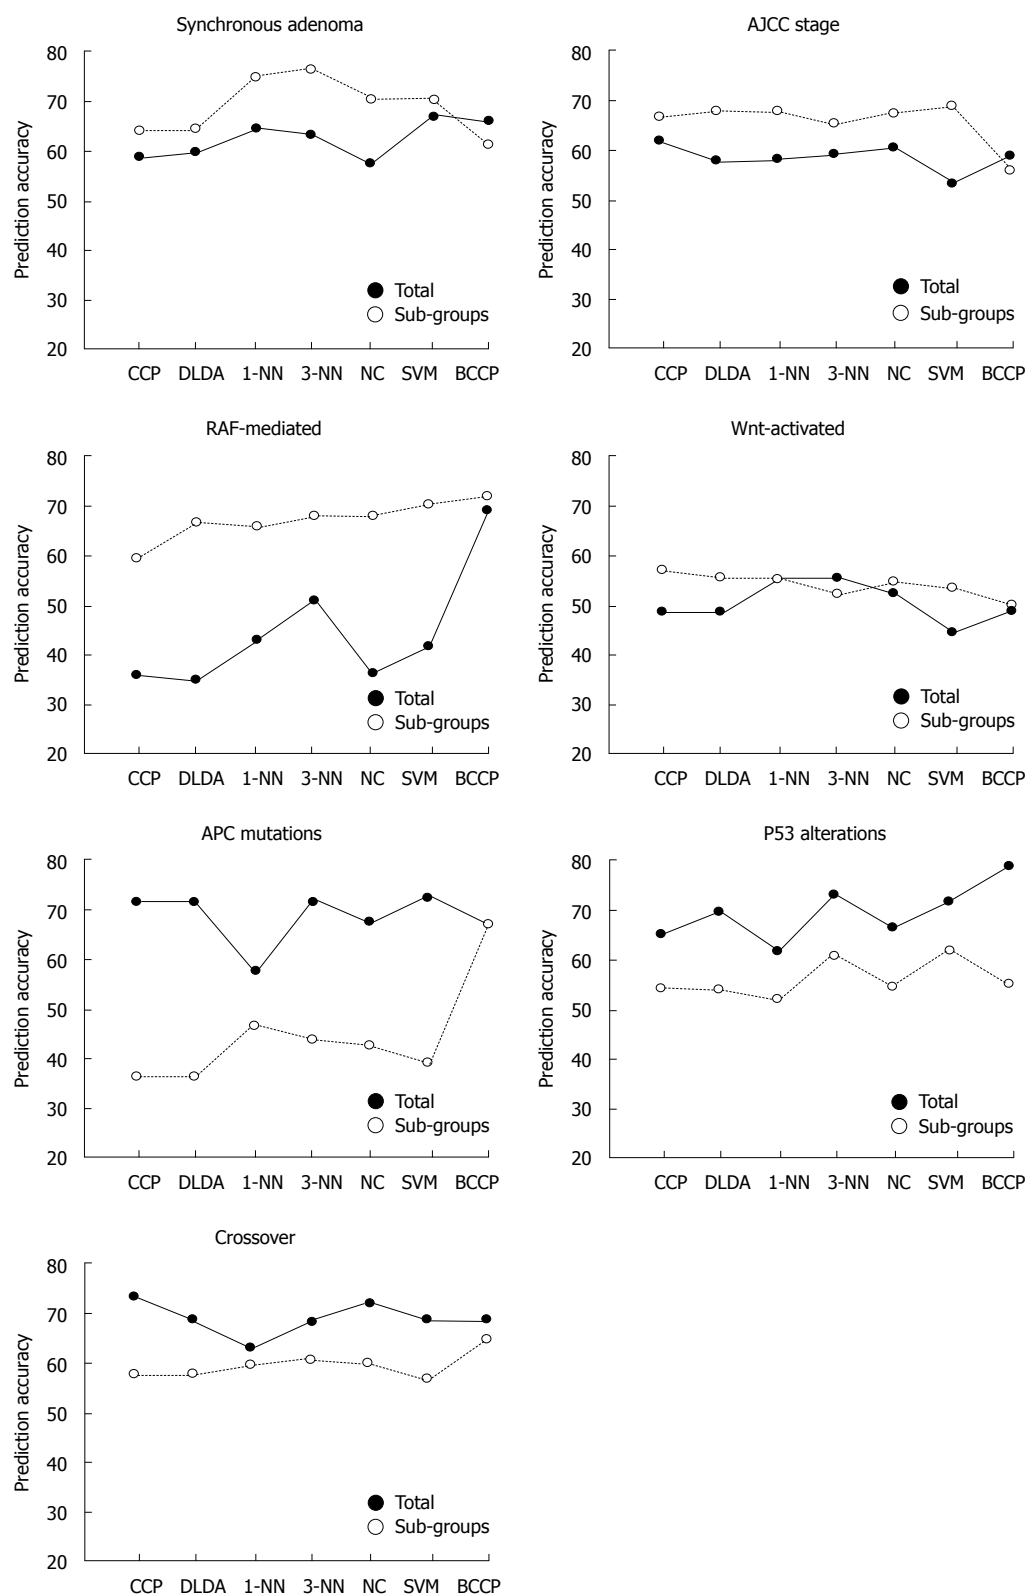 Synchronous adenoma
Prediction accuracy
80
70
60
50
40
30
20
Total
Sub-groups
CCP DLDA 1-NN 3-NN NC SVM BCCP
AJCC stage
Prediction accuracy
80
70
60
50
40
30
20
Total
Sub-groups
CCP DLDA 1-NN 3-NN NC SVM BCCP
RAF-mediated
Prediction accuracy
80
70
60
50
40
30
20
Total
Sub-groups
CCP DLDA 1-NN 3-NN NC SVM BCCP
Wnt-activated
Prediction accuracy
80
70
60
50
40
30
20
Total
Sub-groups
CCP DLDA 1-NN 3-NN NC SVM BCCP
APC mutations
Prediction accuracy
80
70
60
50
40
30
20
Total
Sub-groups
CCP DLDA 1-NN 3-NN NC SVM BCCP
P53 alterations
Prediction accuracy
80
70
60
50
40
30
20
Total
Sub-groups
CCP DLDA 1-NN 3-NN NC SVM BCCP
Crossover
Prediction accuracy
80
70
60
50
40
30
20
Total
Sub-groups
CCP DLDA 1-NN 3-NN NC SVM BCCP